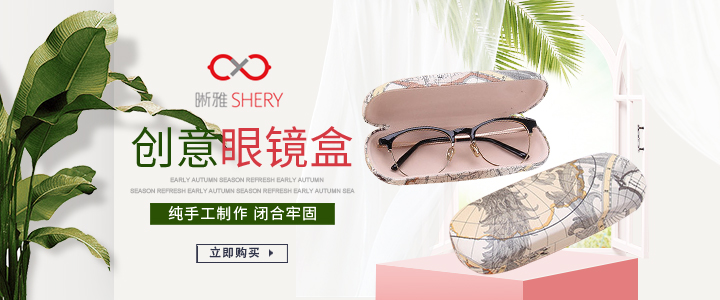 晰雅 SHERY
创意眼镜盒
EARLY AUTUMN SEASON REFRESH EARLY AUTUMN
SEASON REFRESH EARLY AUTUMN SEASON REFRESH EARLY AUTUMN SEA
纯手工制作 闭合牢固
立即购买